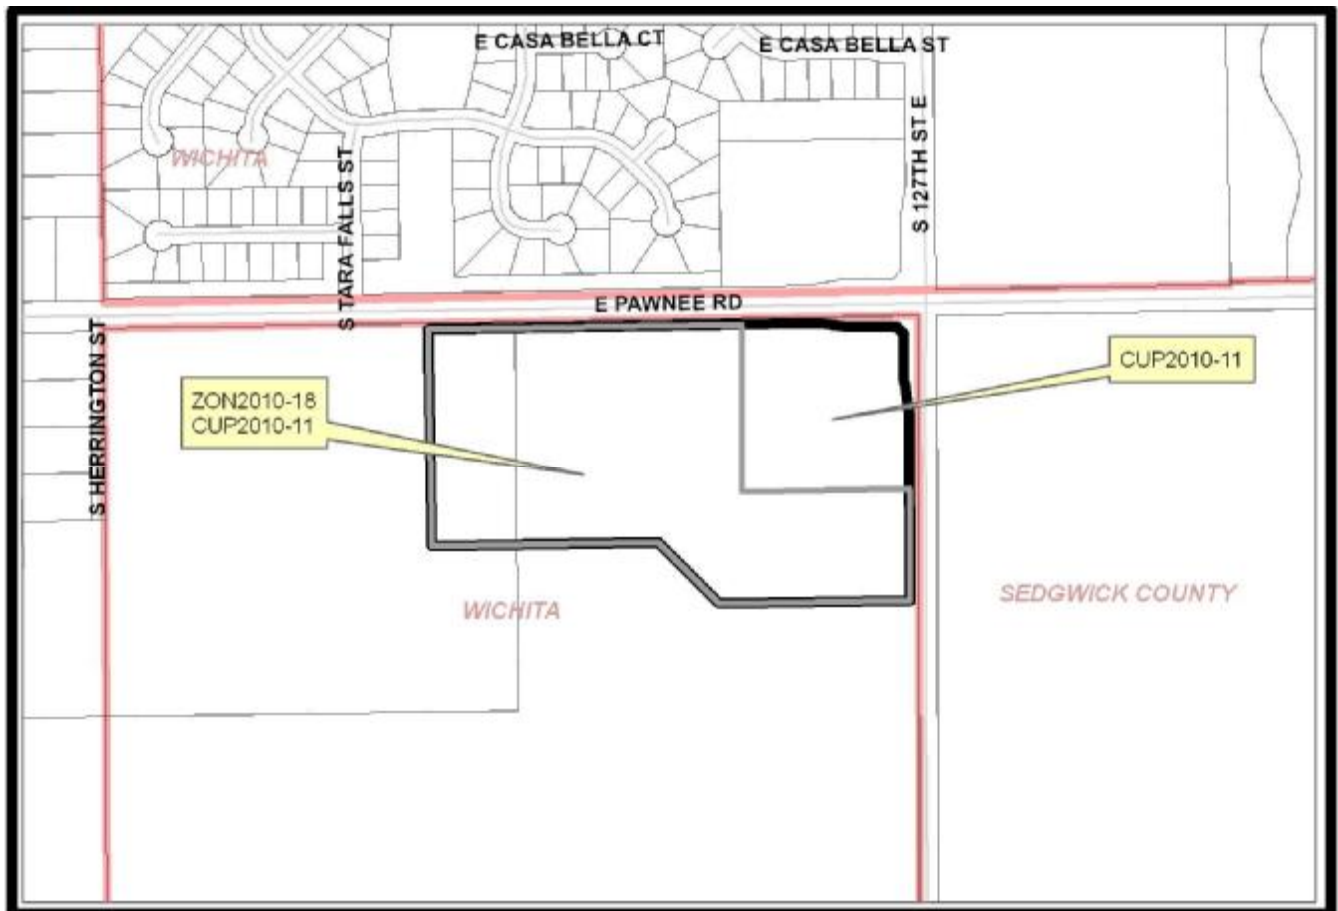 E CASA BELLA CT
E CASA BELLA ST
WICHITA
S TARA FALLS ST
S 127TH ST E
E PAWNEE RD
S HERRINGTON ST
ZON2010-18
CUP2010-11
CUP2010-11
WICHITA
SEDGWICK COUNTY